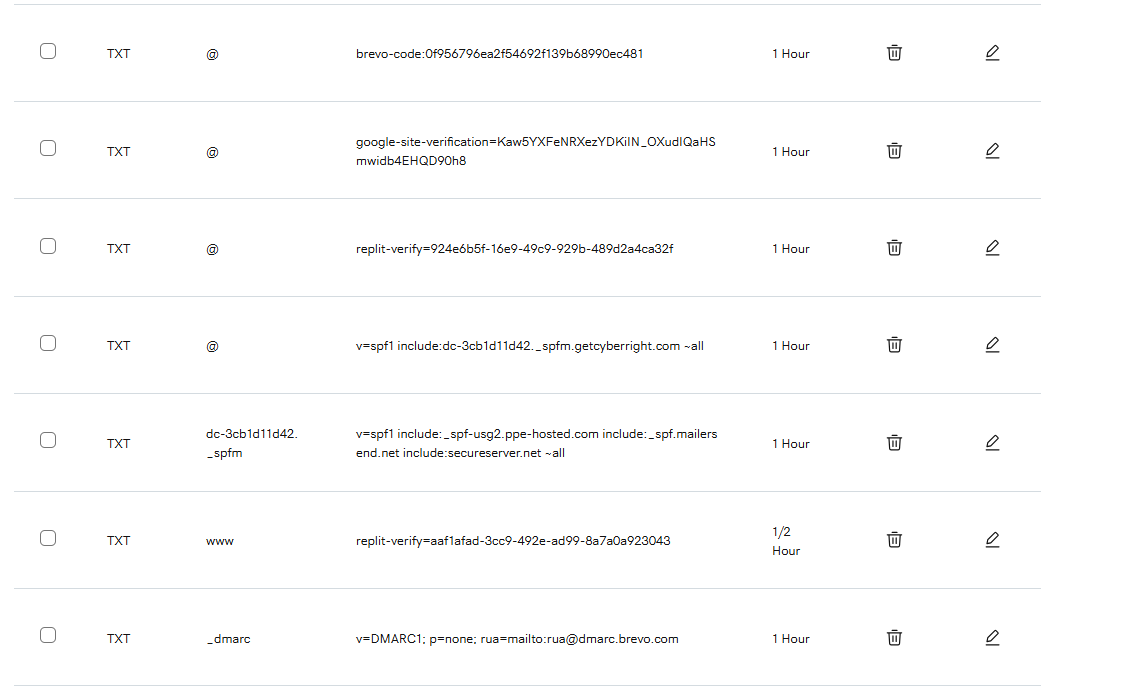 TXT @ brevo-code:0f956796ea2f54692f139b68990ec481 1 Hour
TXT @ google-site-verification=Kaw5YXFeNRXezYDKiIN_OXudIQaHS
mwidb4EHQD90h8 1 Hour
TXT @ replit-verify=924e6b5f-16e9-49c9-929b-489d2a4ca32f 1 Hour
TXT @ v=spf1 include:dc-3cb1d11d42._spfm.getcyberright.com ~all 1 Hour
TXT dc-3cb1d11d42. v=spf1 include:_spf-usg2.ppe-hosted.com include:_spf.mailers 1 Hour
_spfm end.net include:secureserver.net ~all
TXT www replit-verify=aaf1afad-3cc9-492e-ad99-8a7a0a923043 1/2
Hour
TXT _dmarc v=DMARC1; p=none; rua=mailto:rua@dmarc.brevo.com 1 Hour